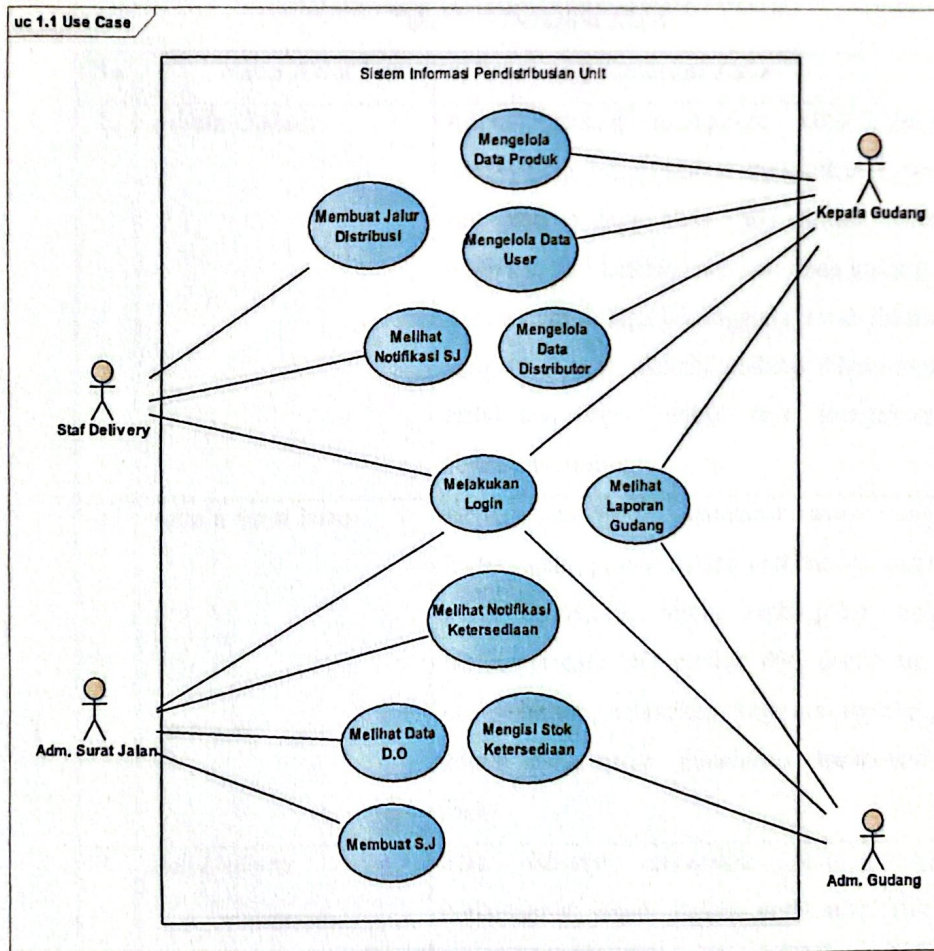 uc 1.1 Use Case
Sistem Informasi Pendistribusian Unit
Mengelola
Data Produk
Kepala Gudang
Membuat Jalur
Distribusi
Mengelola Data
User
Melihat
Notifikasi SJ
Mengelola
Data
Distributor
Staf Delivery
Melakukan
Login
Melihat
Laporan
Gudang
Melihat Notifikasi
Ketersediaan
Adm. Surat Jalan
Melihat Data
D.O
Mengisi Stok
Ketersediaan
Membuat S.J
Adm. Gudang